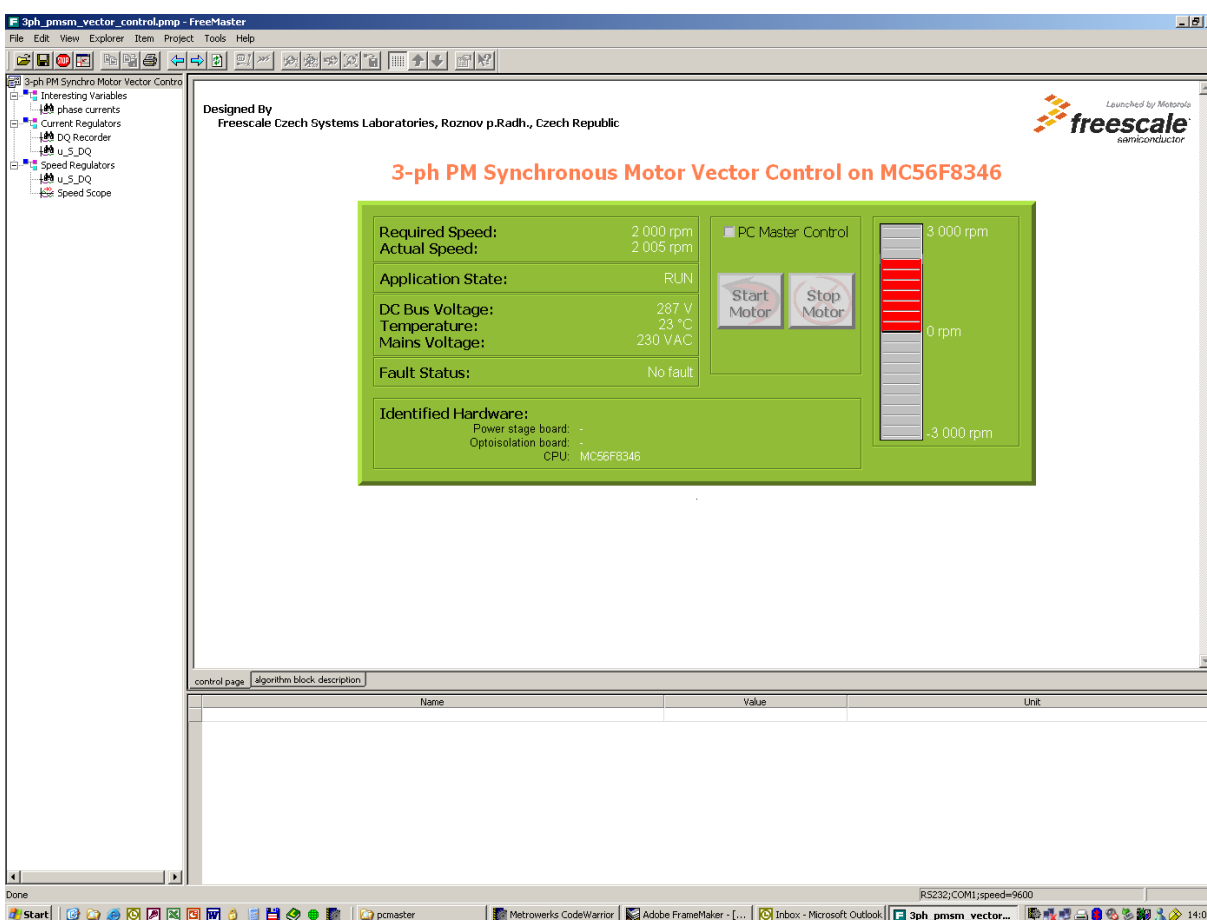 3ph_pmsm_vector_control.pmp - FreeMaster
File Edit View Explorer Item Project Tools Help
3-ph PM Synchro Motor Vector Contro
Interesting Variables
phase currents
Current Regulators
DQ Recorder
u_S_DQ
Speed Regulators
u_S_DQ
Speed Scope
Designed By
Freescale Czech Systems Laboratories, Roznov p.Radh., Czech Republic
Launched by Motorola
freescale
semiconductor
3-ph PM Synchronous Motor Vector Control on MC56F8346
Required Speed: 2 000 rpm
Actual Speed: 2 005 rpm
Application State: RUN
DC Bus Voltage: 287 V
Temperature: 23 °C
Mains Voltage: 230 VAC
Fault Status: No fault
PC Master Control
Start Motor
Stop Motor
3 000 rpm
0 rpm
-3 000 rpm
Identified Hardware:
Power stage board: -
Optoisolation board: -
CPU: MC56F8346
control page algorithm block description
Name Value Unit
Done RS232;COM1;speed=9600
Start pcmaster Metrowerks CodeWarrior Adobe FrameMaker - [... Inbox - Microsoft Outlook 3ph_pmsm_vector... 14:0